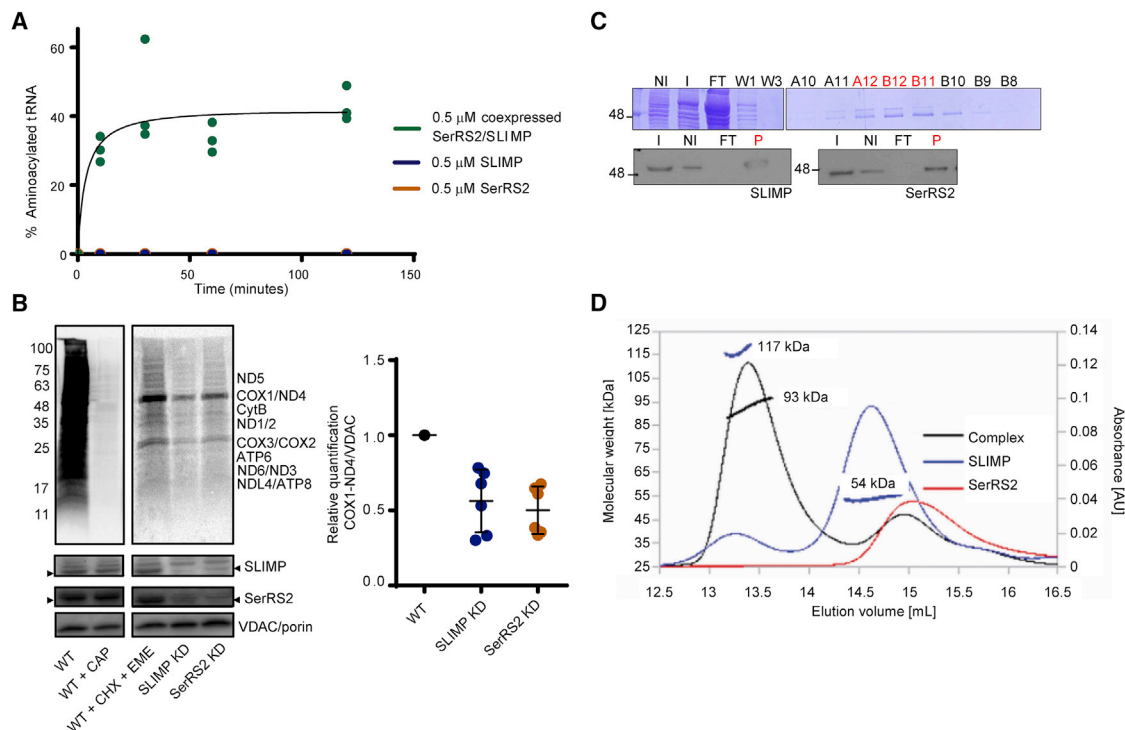 A
60
40
20
0
% Aminoacylated tRNA
0 50 100 150
Time (minutes)
0.5 μM coexpressed
SerRS2/SLIMP
0.5 μM SLIMP
0.5 μM SerRS2
C
NI I FT W1 W3 A10 A11 A12 B12 B11 B10 B9 B8
48
I NI FT P
48
SLIMP
I NI FT P
48
SerRS2
B
100
75
63
48
35
25
17
11
ND5
COX1/ND4
CytB
ND1/2
COX3/COX2
ATP6
ND6/ND3
NDL4/ATP8
SLIMP
SerRS2
VDAC/porin
WT
WT + CAP
WT + CHX + EME
SLIMP KD
SerRS2 KD
Relative quantification
COX1-ND4/VDAC
1.5
1.0
0.5
0.0
WT
SLIMP KD
SerRS2 KD
D
Molecular weight [kDa]
125
115
105
95
85
75
65
55
45
35
25
117 kDa
93 kDa
54 kDa
Complex
SLIMP
SerRS2
0.14
0.12
0.1
0.08
0.06
0.04
0.02
0
Absorbance [AU]
12.5 13 13.5 14 14.5 15 15.5 16 16.5
Elution volume [mL]